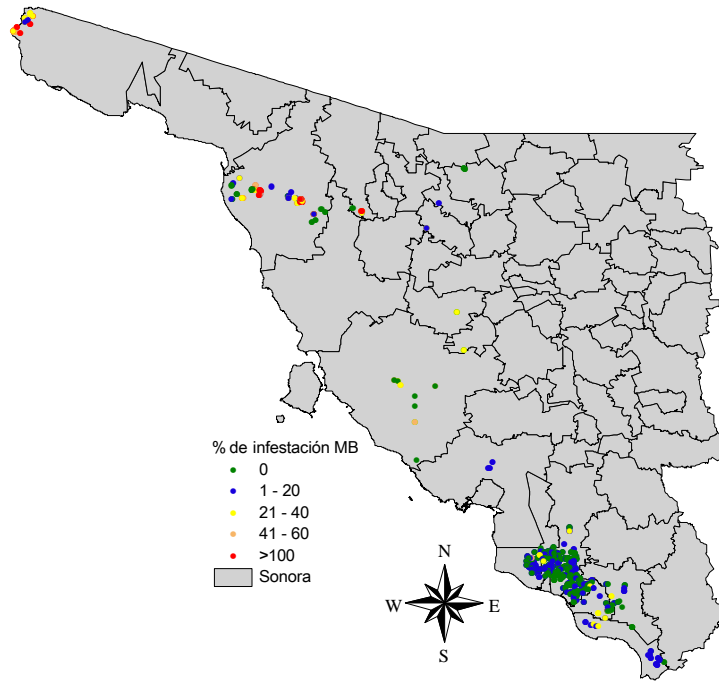 % de infestación MB
0
1 - 20
21 - 40
41 - 60
>100
Sonora
N
W
E
S